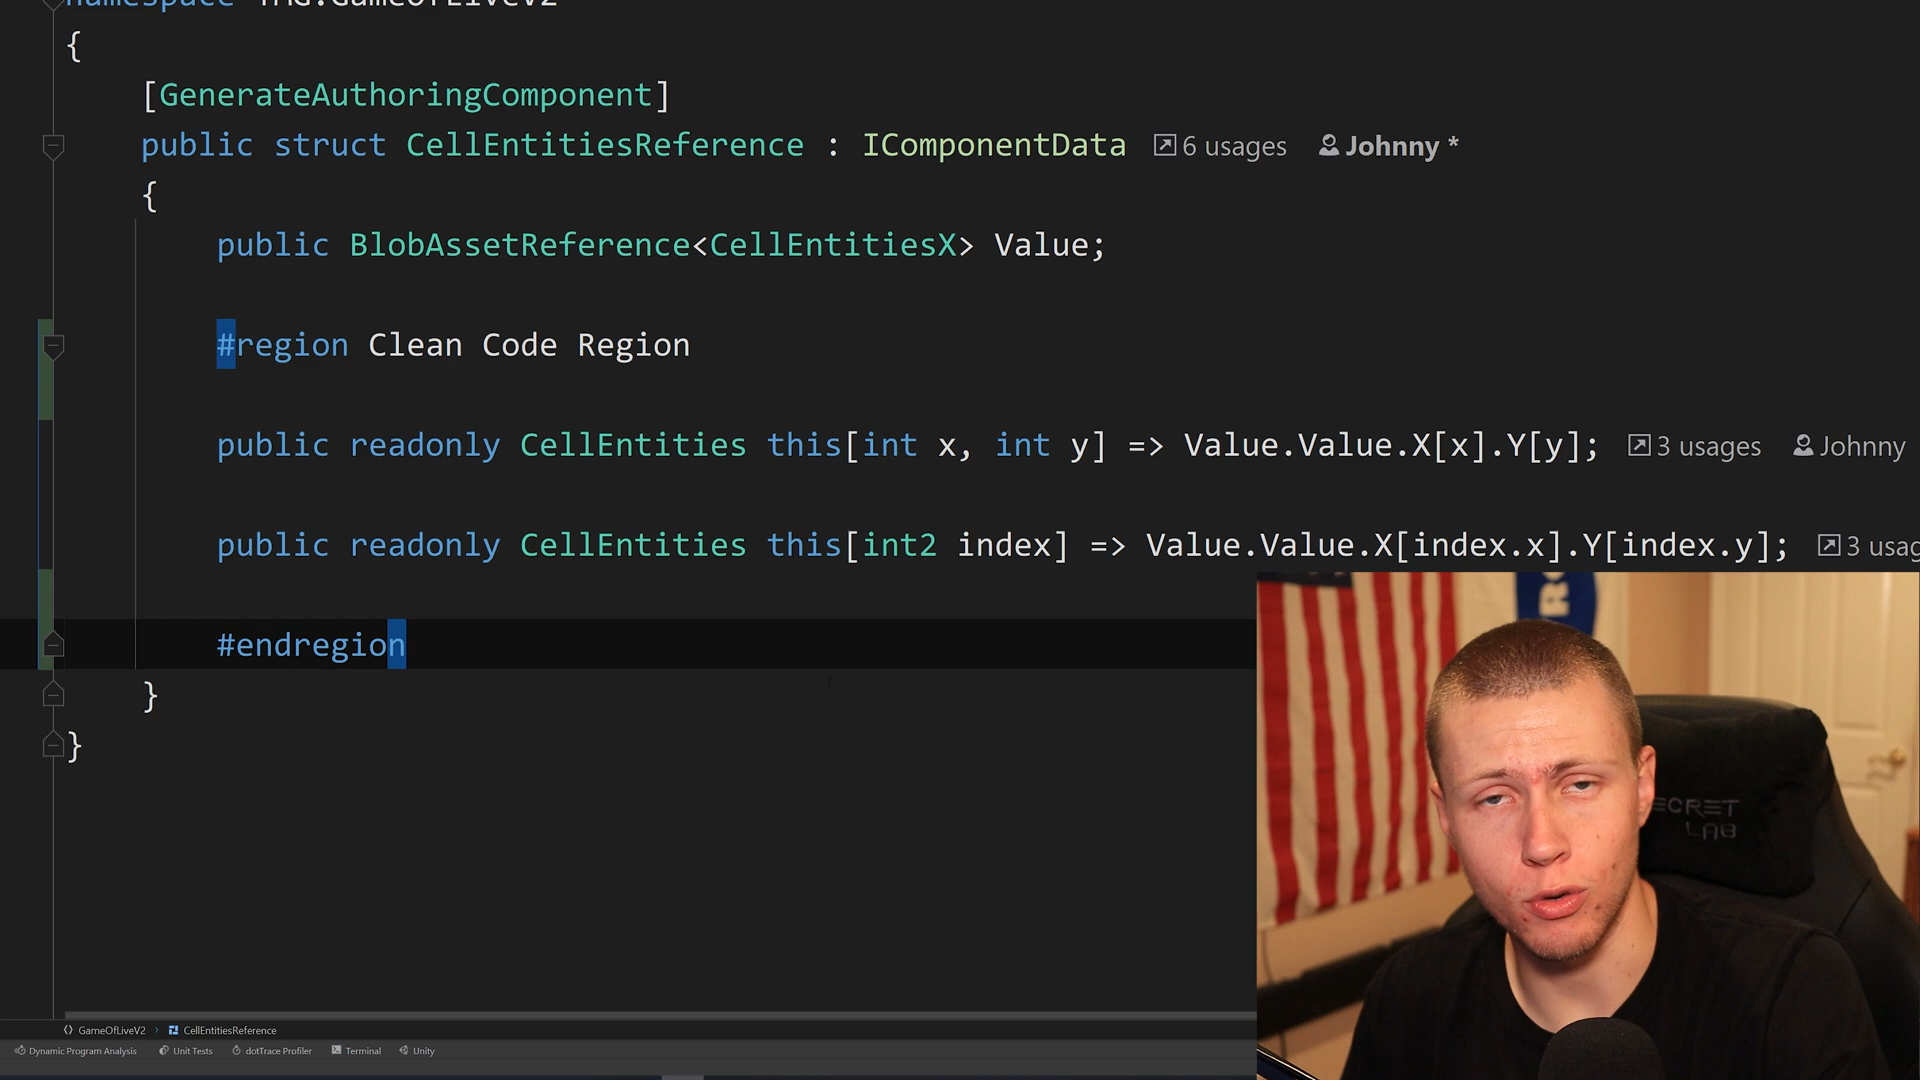 {
[GenerateAuthoringComponent]
public struct CellEntitiesReference : IComponentData 6 usages Johnny *
{
public BlobAssetReference<CellEntitiesX> Value;
#region Clean Code Region
public readonly CellEntities this[int x, int y] => Value.Value.X[x].Y[y]; 3 usages Johnny
public readonly CellEntities this[int2 index] => Value.Value.X[index.x].Y[index.y]; 3 usag
#endregion
}
}
SECRET
LAB
GameOfLiveV2 › CellEntitiesReference
Dynamic Program Analysis Unit Tests dotTrace Profiler Terminal Unity